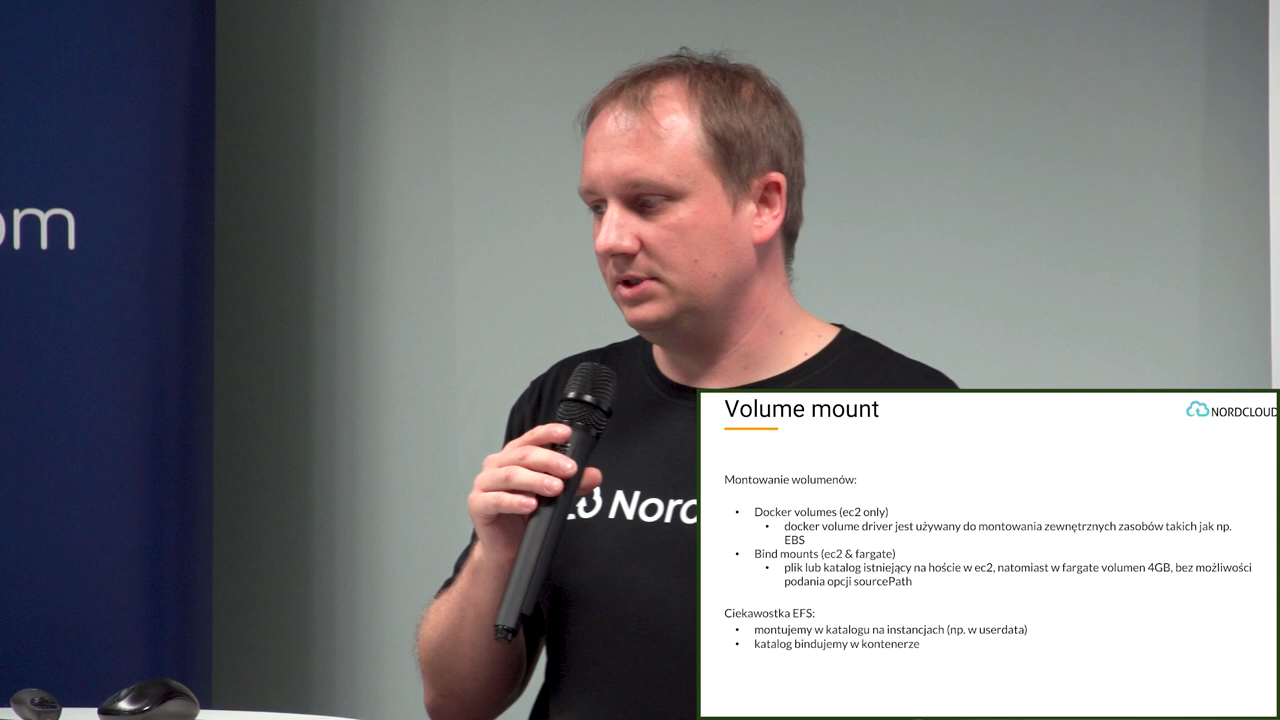 om
Nord
Volume mount
NORDCLOUD
Montowanie wolumenów:
• Docker volumes (ec2 only)
• docker volume driver jest używany do montowania zewnętrznych zasobów takich jak np.
EBS
• Bind mounts (ec2 & fargate)
• plik lub katalog istniejący na hoście w ec2, natomiast w fargate volumen 4GB, bez możliwości
podania opcji sourcePath
Ciekawostka EFS:
• montujemy w katalogu na instancjach (np. w userdata)
• katalog bindujemy w kontenerze